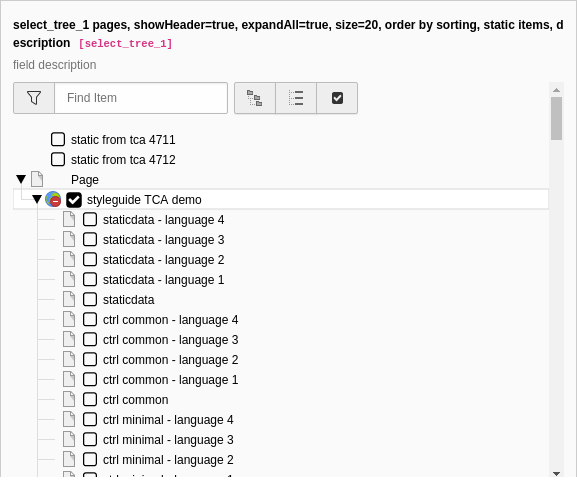 select_tree_1 pages, showHeader=true, expandAll=true, size=20, order by sorting, static items, d
escription [select_tree_1]
field description
Find Item
static from tca 4711
static from tca 4712
Page
styleguide TCA demo
staticdata - language 4
staticdata - language 3
staticdata - language 2
staticdata - language 1
staticdata
ctrl common - language 4
ctrl common - language 3
ctrl common - language 2
ctrl common - language 1
ctrl common
ctrl minimal - language 4
ctrl minimal - language 3
ctrl minimal - language 2